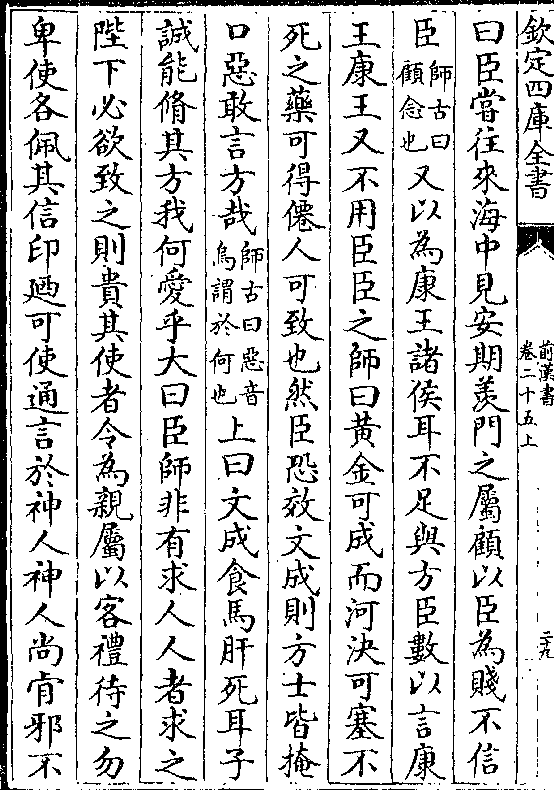 欽定四庫全書
前漢書
卷二十五上
二十九
曰臣嘗往來海中見安期羨門之屬顧以臣為賤不信
臣師古曰顧念也又以為康王諸侯耳不足與方臣數以言康
王康王又不用臣臣之師曰黃金可成而河決可塞不
死之藥可得僊人可致也然臣恐效文成則方士皆掩
口惡敢言方哉師古曰惡音烏謂於何也上曰文成食馬肝死耳子
誠能脩其方我何愛乎大曰臣師非有求人人者求之
陛下必欲致之則貴其使者令為親屬以客禮待之勿
卑使各佩其信印廼可使通言於神人神人尚肯邪不